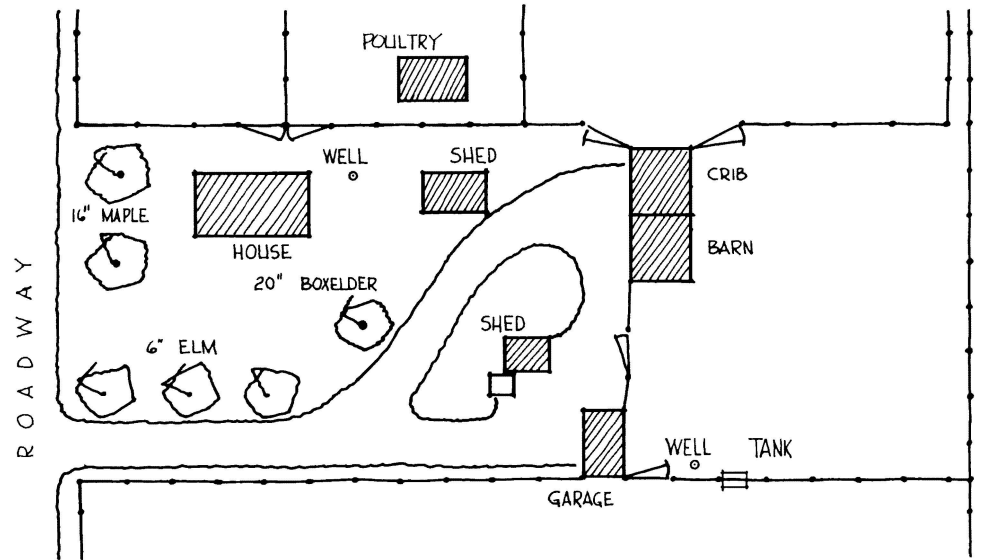 POULTRY
WELL
SHED
CRIB
16" MAPLE
HOUSE
BARN
20" BOXELDER
ROADWAY
SHED
6" ELM
WELL
TANK
GARAGE